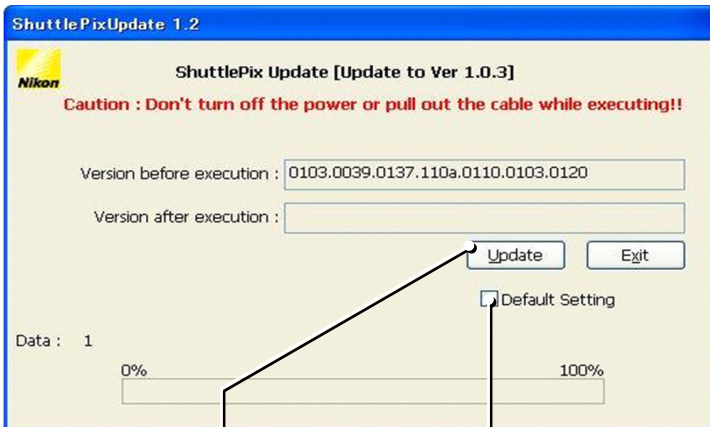 ShuttlePixUpdate 1.2
Nikon
ShuttlePix Update [Update to Ver 1.0.3]
Caution : Don't turn off the power or pull out the cable while executing!!
Version before execution : 0103.0039.0137.110a.0110.0103.0120
Version after execution :
Update Exit
Default Setting
Data : 1
0% 100%